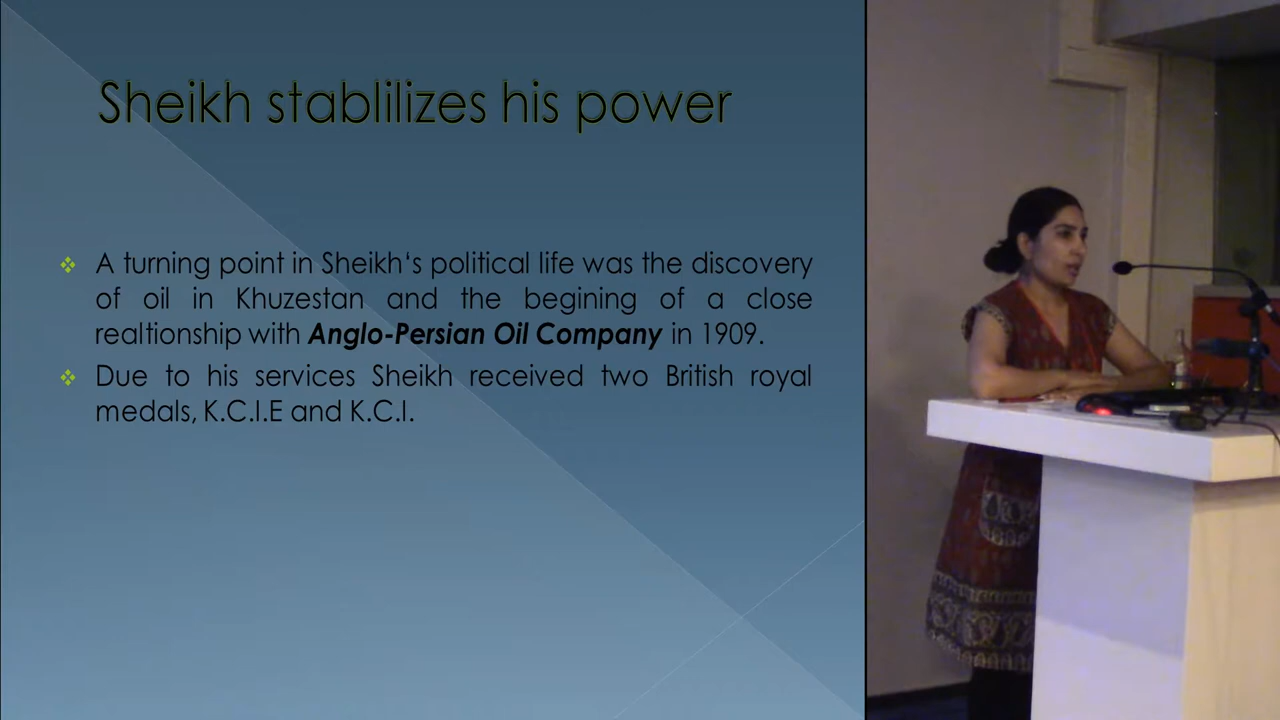 Sheikh stablilizes his power
A turning point in Sheikh‘s political life was the discovery
of oil in Khuzestan and the begining of a close
realtionship with Anglo-Persian Oil Company in 1909.
Due to his services Sheikh received two British royal
medals, K.C.I.E and K.C.I.